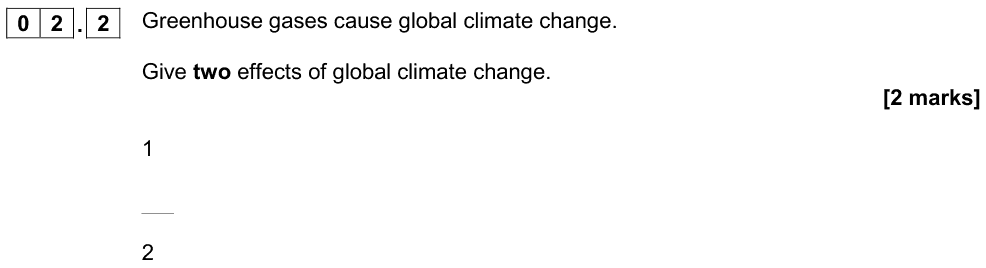 0 2 . 2 Greenhouse gases cause global climate change.
Give two effects of global climate change.
[2 marks]
1
2